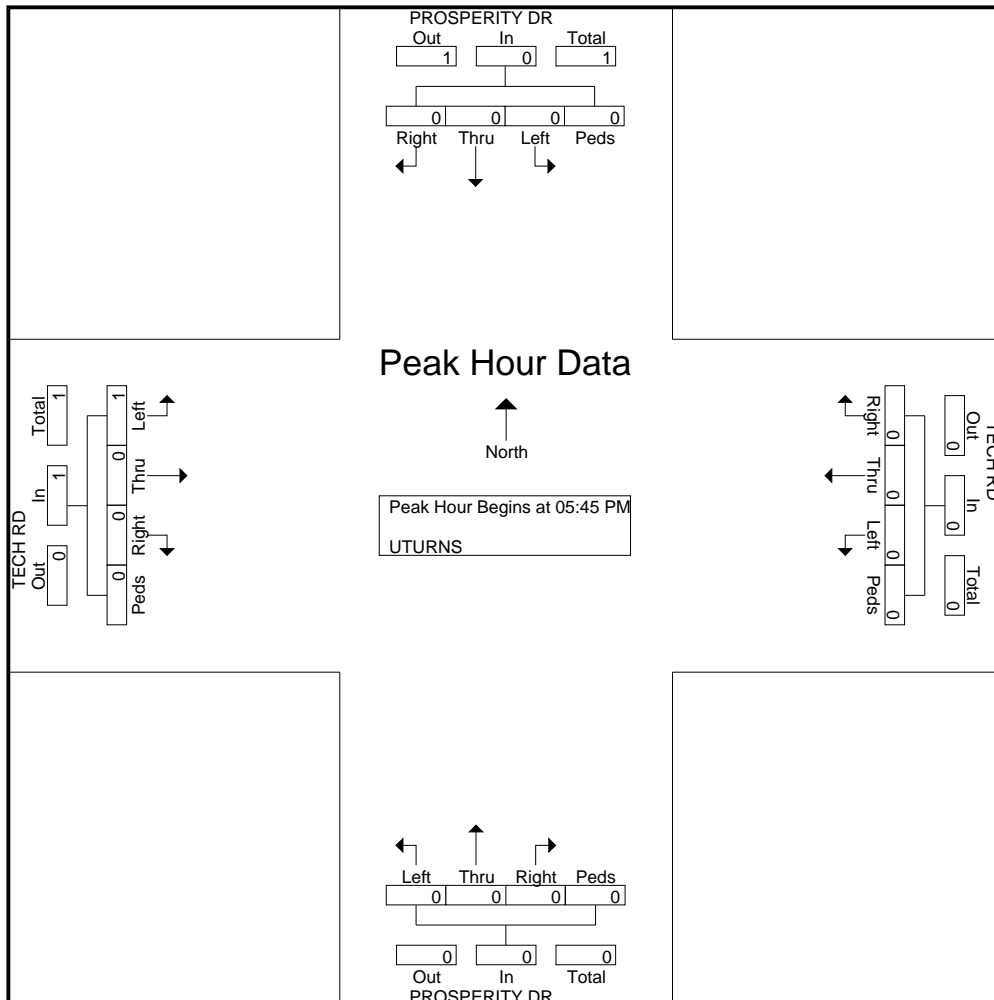 PROSPERITY DR
Out In Total
1 0 1
0 0 0 0
Right Thru Left Peds
Peak Hour Data
North
Peak Hour Begins at 05:45 PM
UTURNS
TECH RD
Out In Total
0 1 1
Peds Right Thru Left
0 0 0 1
TECH RD
Out In Total
0 0 0
Right Thru Left Peds
0 0 0 0
Left Thru Right Peds
0 0 0 0
0 0 0
Out In Total
PROSPERITY DR